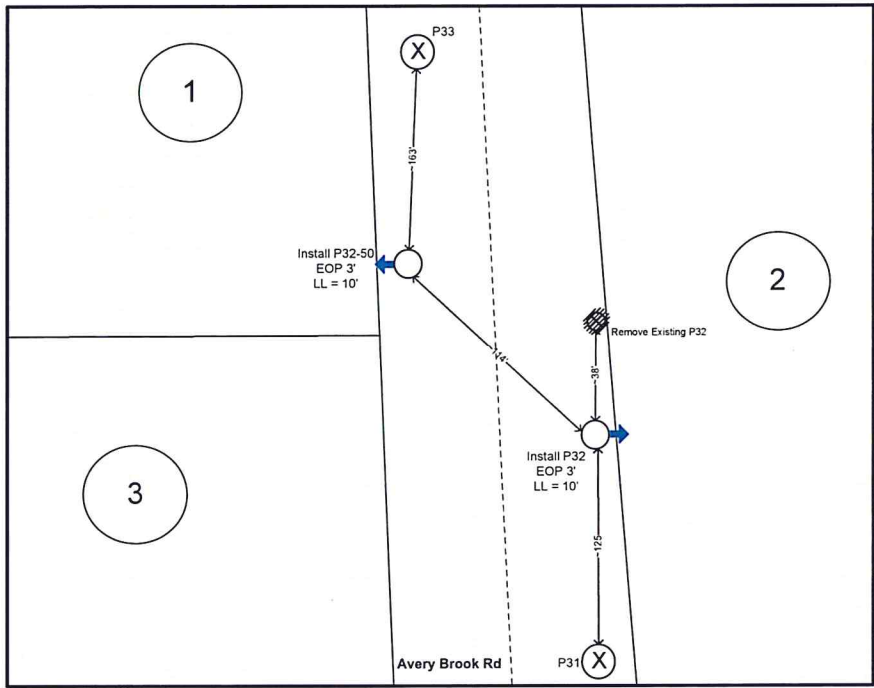 P33
1
~163'
Install P32-50
EOP 3'
LL = 10'
2
Remove Existing P32
~114'
~38'
Install P32
EOP 3'
LL = 10'
3
~125
Avery Brook Rd
P31
X
X